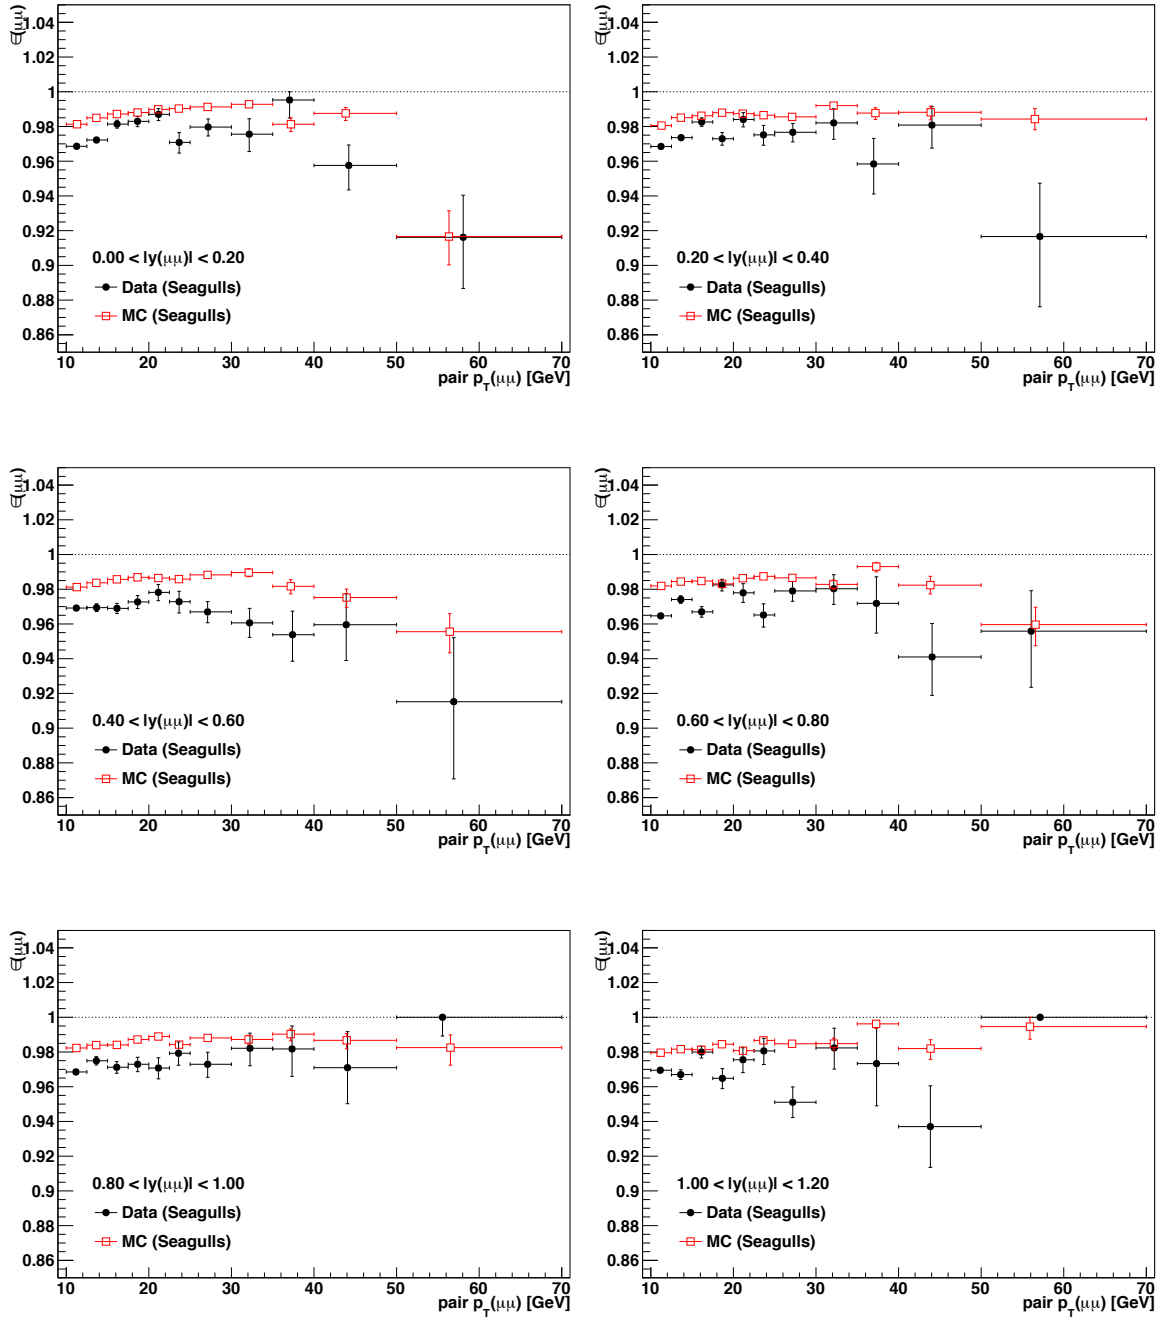 ∈(μμ)
1.04
1.02
1
0.98
0.96
0.94
0.92
0.9
0.88
0.86
0.00 < |y(μμ)| < 0.20
Data (Seagulls)
MC (Seagulls)
10 20 30 40 50 60 70
pair p_T(μμ) [GeV]
∈(μμ)
1.04
1.02
1
0.98
0.96
0.94
0.92
0.9
0.88
0.86
0.20 < |y(μμ)| < 0.40
Data (Seagulls)
MC (Seagulls)
10 20 30 40 50 60 70
pair p_T(μμ) [GeV]
∈(μμ)
1.04
1.02
1
0.98
0.96
0.94
0.92
0.9
0.88
0.86
0.40 < |y(μμ)| < 0.60
Data (Seagulls)
MC (Seagulls)
10 20 30 40 50 60 70
pair p_T(μμ) [GeV]
∈(μμ)
1.04
1.02
1
0.98
0.96
0.94
0.92
0.9
0.88
0.86
0.60 < |y(μμ)| < 0.80
Data (Seagulls)
MC (Seagulls)
10 20 30 40 50 60 70
pair p_T(μμ) [GeV]
∈(μμ)
1.04
1.02
1
0.98
0.96
0.94
0.92
0.9
0.88
0.86
0.80 < |y(μμ)| < 1.00
Data (Seagulls)
MC (Seagulls)
10 20 30 40 50 60 70
pair p_T(μμ) [GeV]
∈(μμ)
1.04
1.02
1
0.98
0.96
0.94
0.92
0.9
0.88
0.86
1.00 < |y(μμ)| < 1.20
Data (Seagulls)
MC (Seagulls)
10 20 30 40 50 60 70
pair p_T(μμ) [GeV]